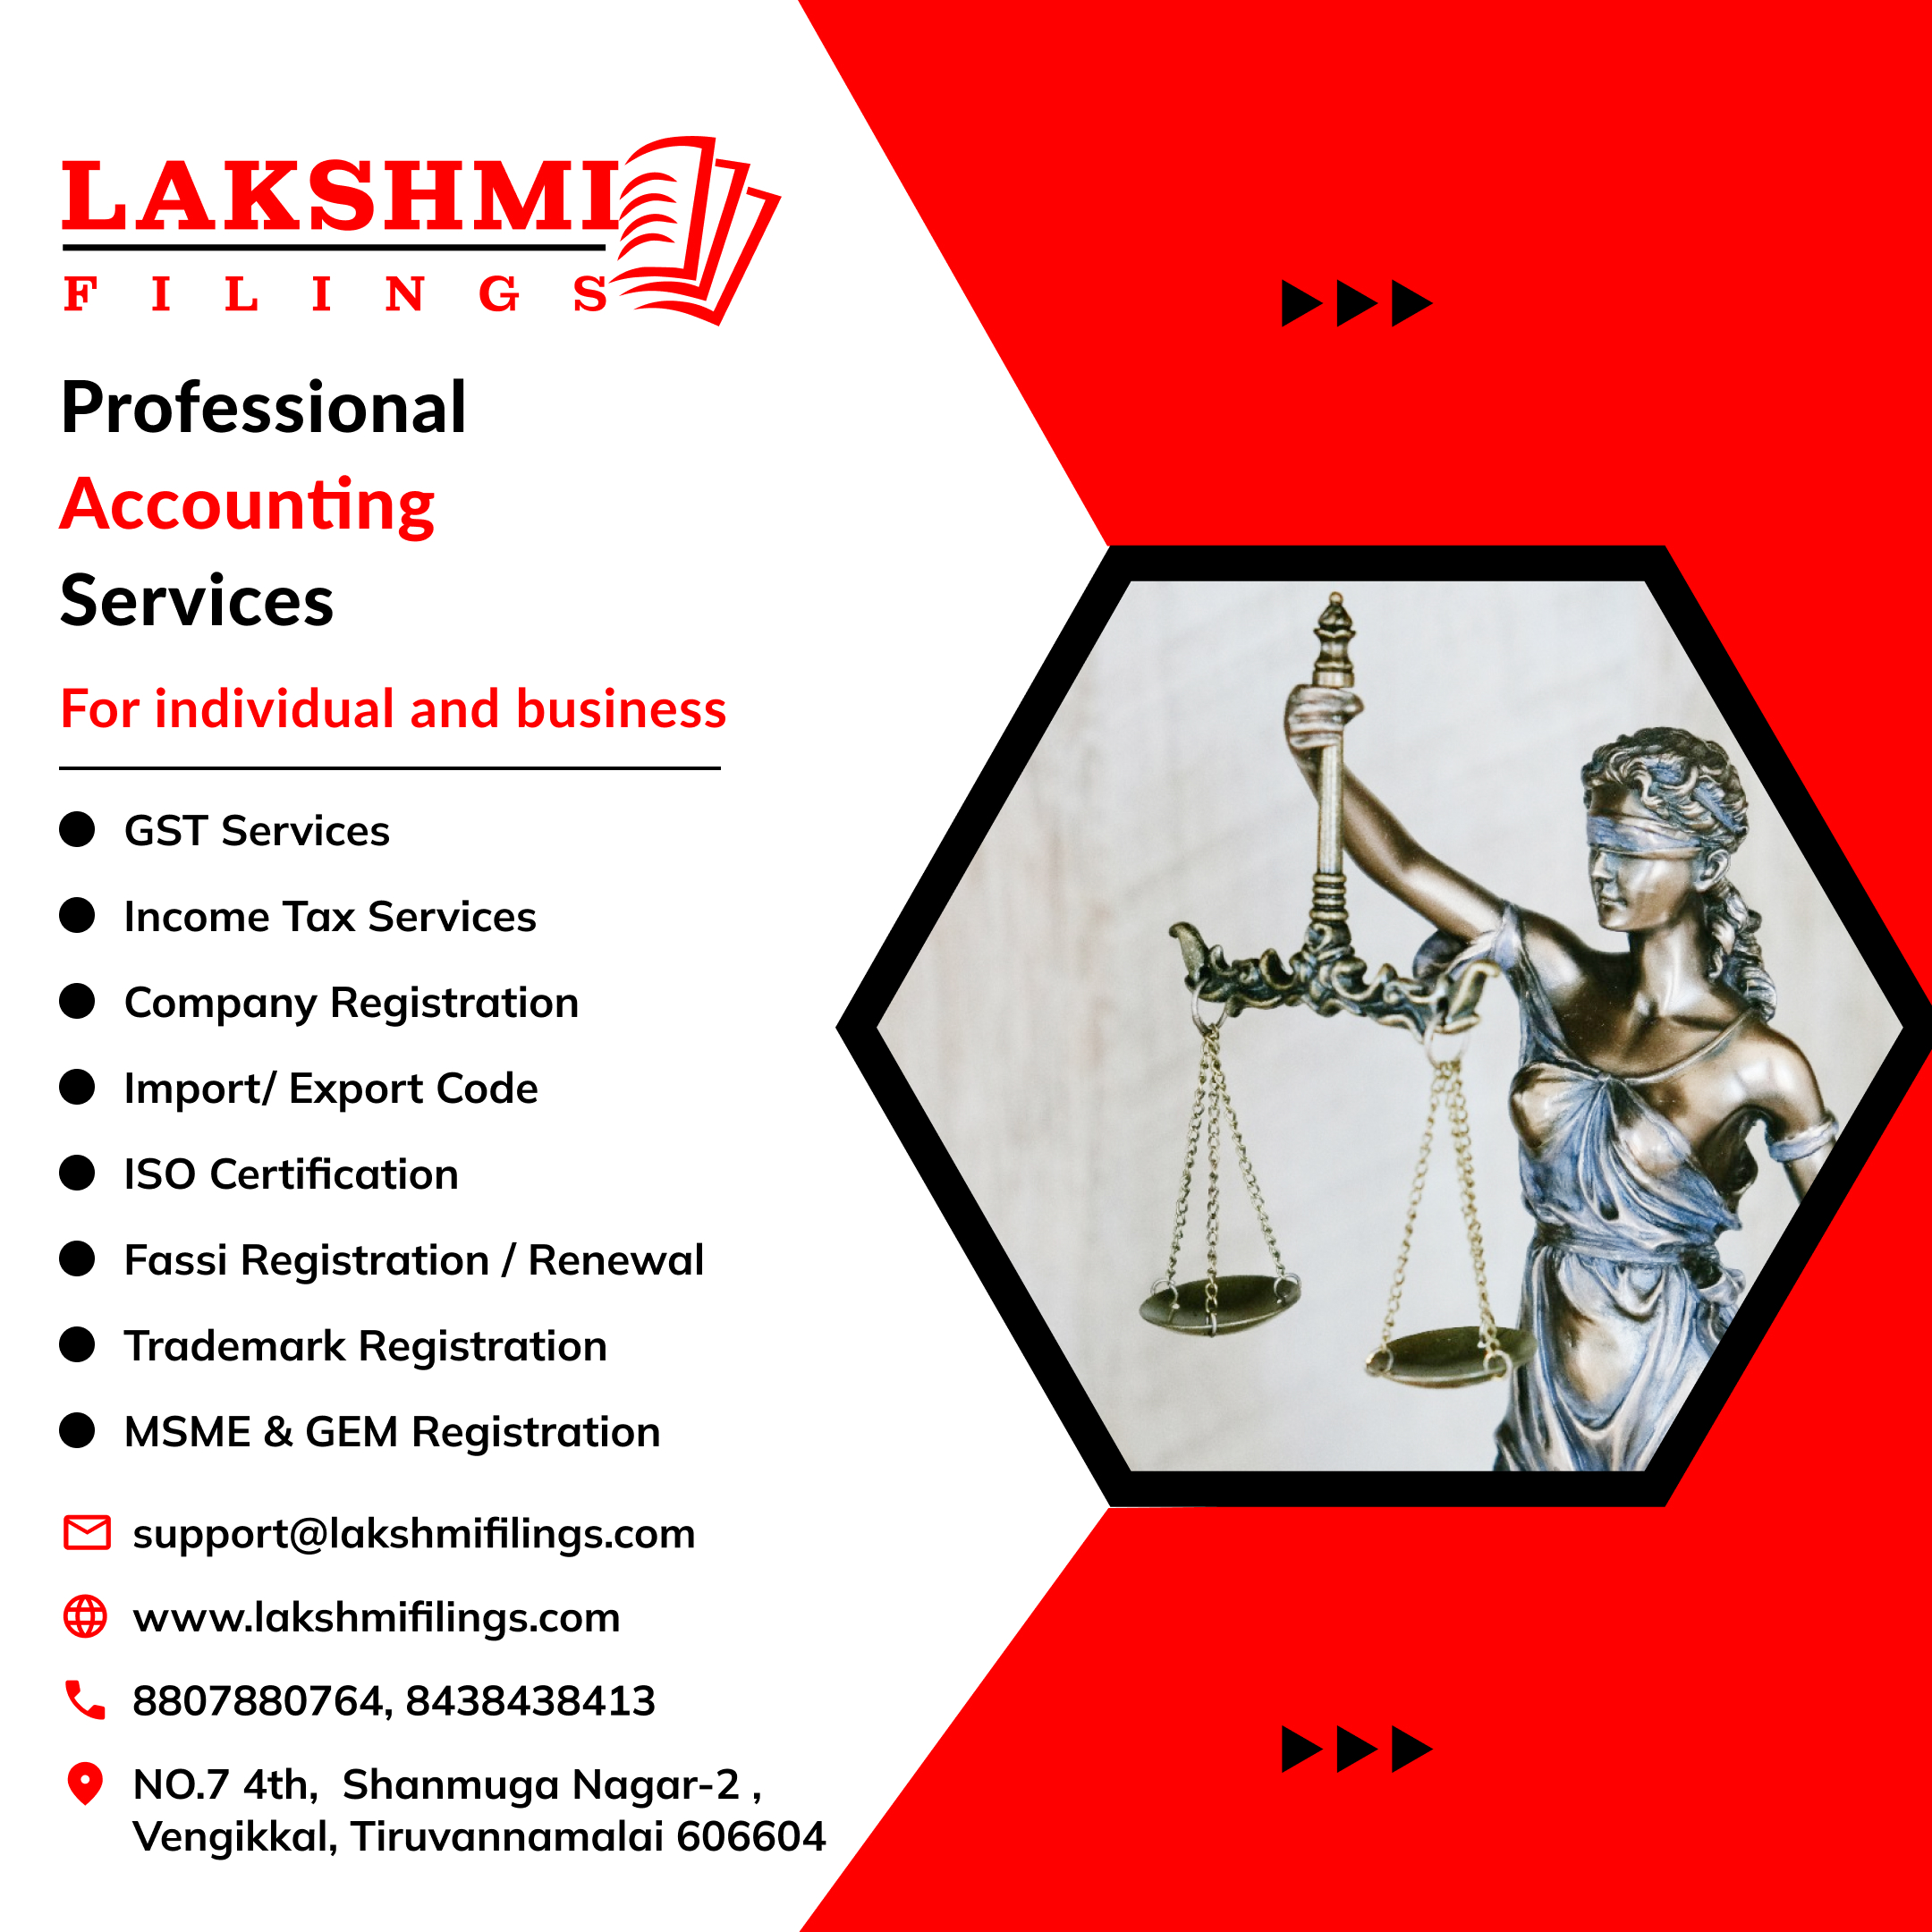 LAKSHMI
FILINGS
Professional
Accounting
Services
For individual and business
GST Services
Income Tax Services
Company Registration
Import/ Export Code
ISO Certification
Fassi Registration / Renewal
Trademark Registration
MSME & GEM Registration
support@lakshmifilings.com
www.lakshmifilings.com
8807880764, 8438438413
NO.7 4th,  Shanmuga Nagar-2 ,
Vengikkal, Tiruvannamalai 606604